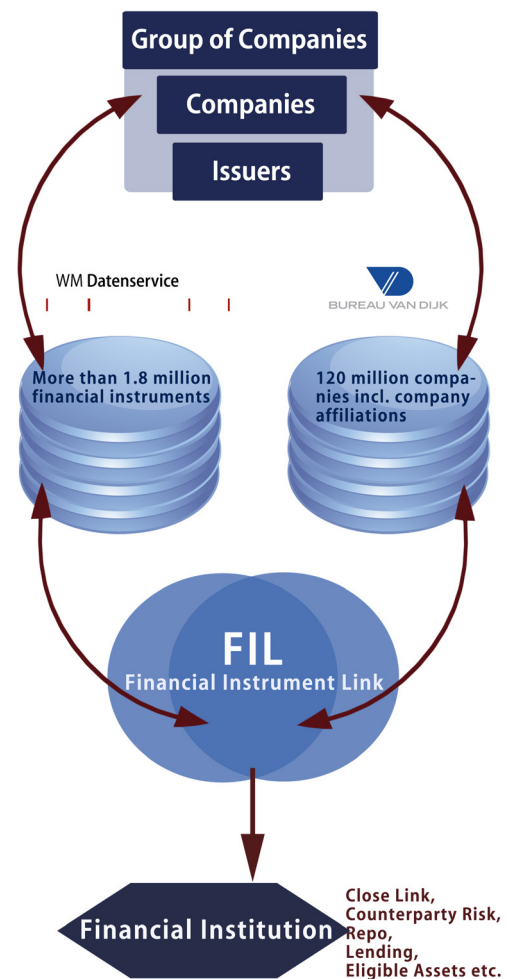 Group of Companies
Companies
Issuers
WM Datenservice
BUREAU VAN DIJK
More than 1.8 million
financial instruments
120 million compa-
nies incl. company
affiliations
FIL
Financial Instrument Link
Financial Institution
Close Link,
Counterparty Risk,
Repo,
Lending,
Eligible Assets etc.